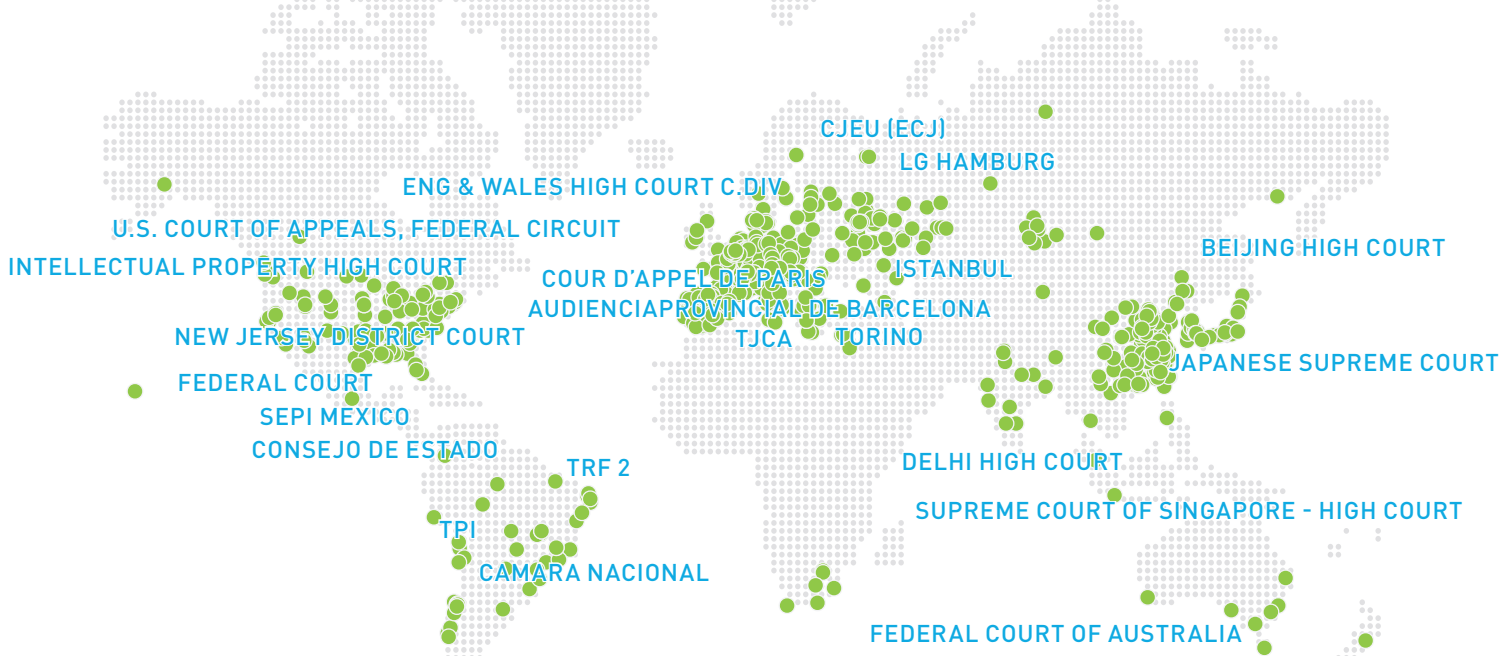 CJEU (ECJ)
LG HAMBURG
ENG & WALES HIGH COURT C.DIV
U.S. COURT OF APPEALS, FEDERAL CIRCUIT
BEIJING HIGH COURT
INTELLECTUAL PROPERTY HIGH COURT
ISTANBUL
COUR D’APPEL DE PARIS
AUDIENCIAPROVINCIAL DE BARCELONA
NEW JERSEY DISTRICT COURT
TJCA
TORINO
JAPANESE SUPREME COURT
FEDERAL COURT
SEPI MEXICO
CONSEJO DE ESTADO
DELHI HIGH COURT
TRF 2
SUPREME COURT OF SINGAPORE - HIGH COURT
TPI
CAMARA NACIONAL
FEDERAL COURT OF AUSTRALIA